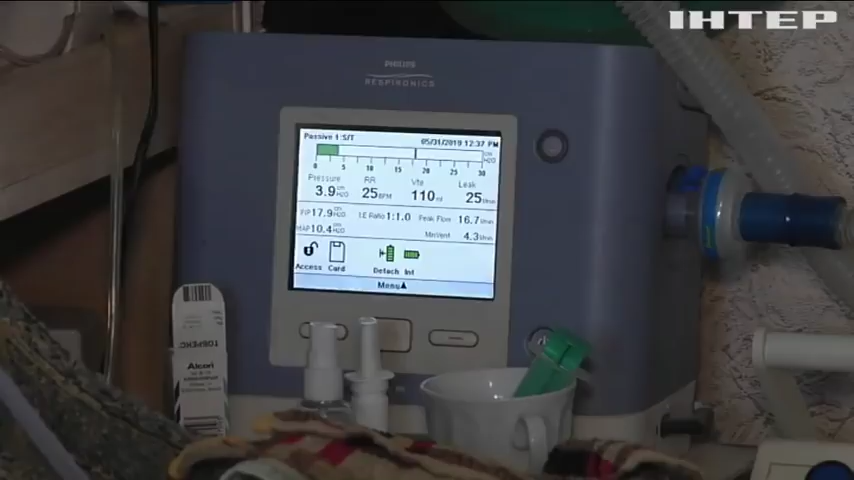 ІНТЕР
PHILIPS
RESPIRONICS
Passive 1:S/T 05/31/2019 12:37 PM
cm H2O
0 5 10 15 20 25 30
Pressure RR Vte Leak
3.9 cm H2O 25 BPM 110 ml 25 l/min
PIP 17.9 cm H2O I:E Ratio 1:1.0 Peak Flow 16.7 l/min
MAP 10.4 cm H2O MinVent 4.3 l/min
Access Card Detach Int
Menu▲
ТОБРЕКС
Alcon